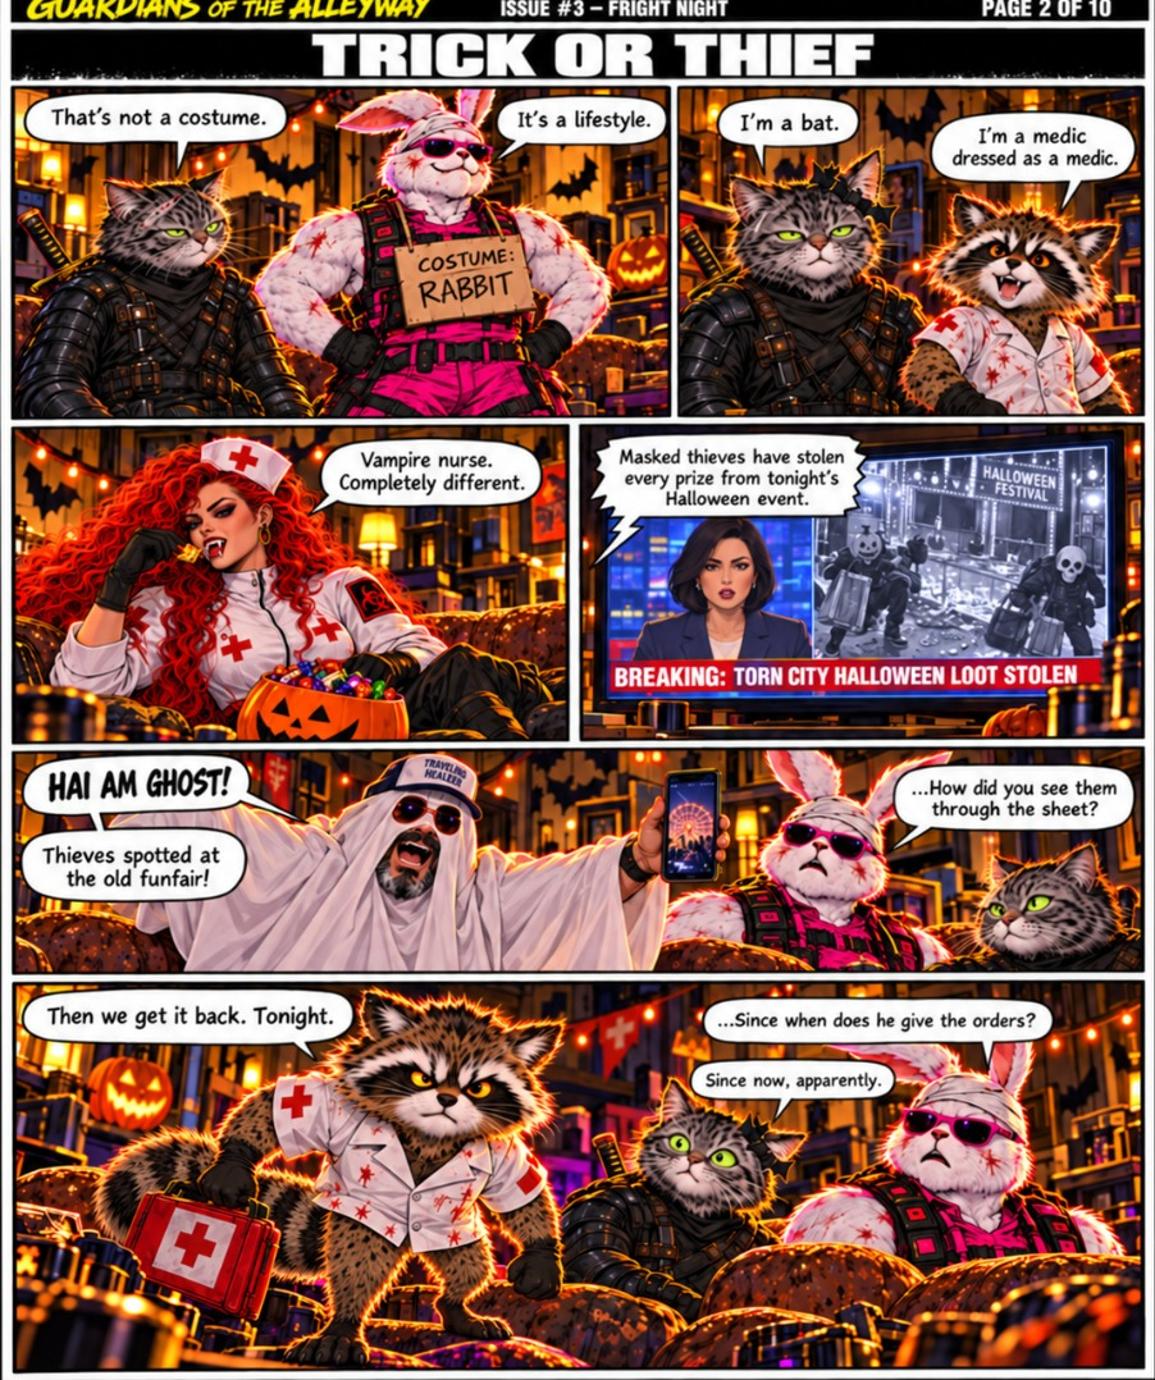 GUARDIANS OF THE ALLEYWAY
ISSUE #3 – FRIGHT NIGHT
PAGE 2 OF 10
TRICK OR THIEF
That's not a costume.
It's a lifestyle.
COSTUME:
RABBIT
I'm a bat.
I'm a medic
dressed as a medic.
Vampire nurse.
Completely different.
Masked thieves have stolen
every prize from tonight's
Halloween event.
HALLOWEEN
FESTIVAL
BREAKING: TORN CITY HALLOWEEN LOOT STOLEN
HAI AM GHOST!
Thieves spotted at
the old funfair!
TRAVELING
HEALER
...How did you see them
through the sheet?
Then we get it back. Tonight.
...Since when does he give the orders?
Since now, apparently.